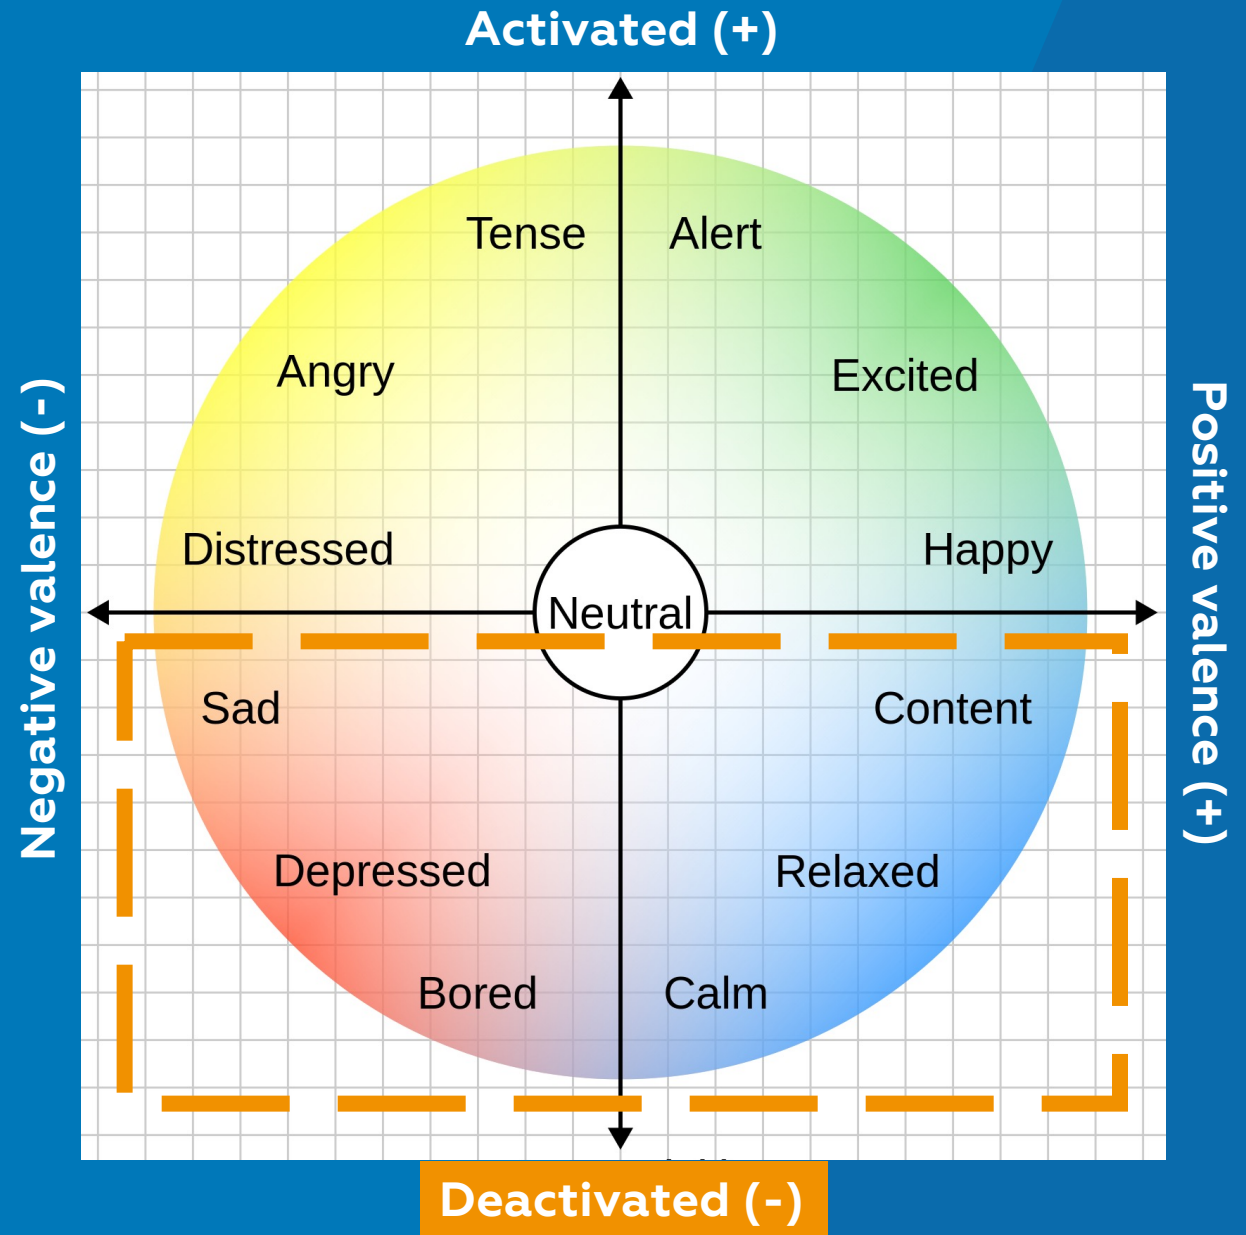 Activated (+)
Tense
Alert
Angry
Excited
Negative valence (-)
Positive valence (+)
Distressed
Happy
Neutral
Sad
Content
Depressed
Relaxed
Bored
Calm
Deactivated (-)